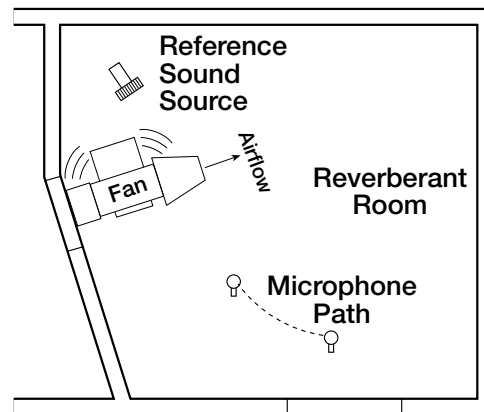 Reference
Sound
Source
Airflow
Fan
Reverberant
Room
Microphone
Path